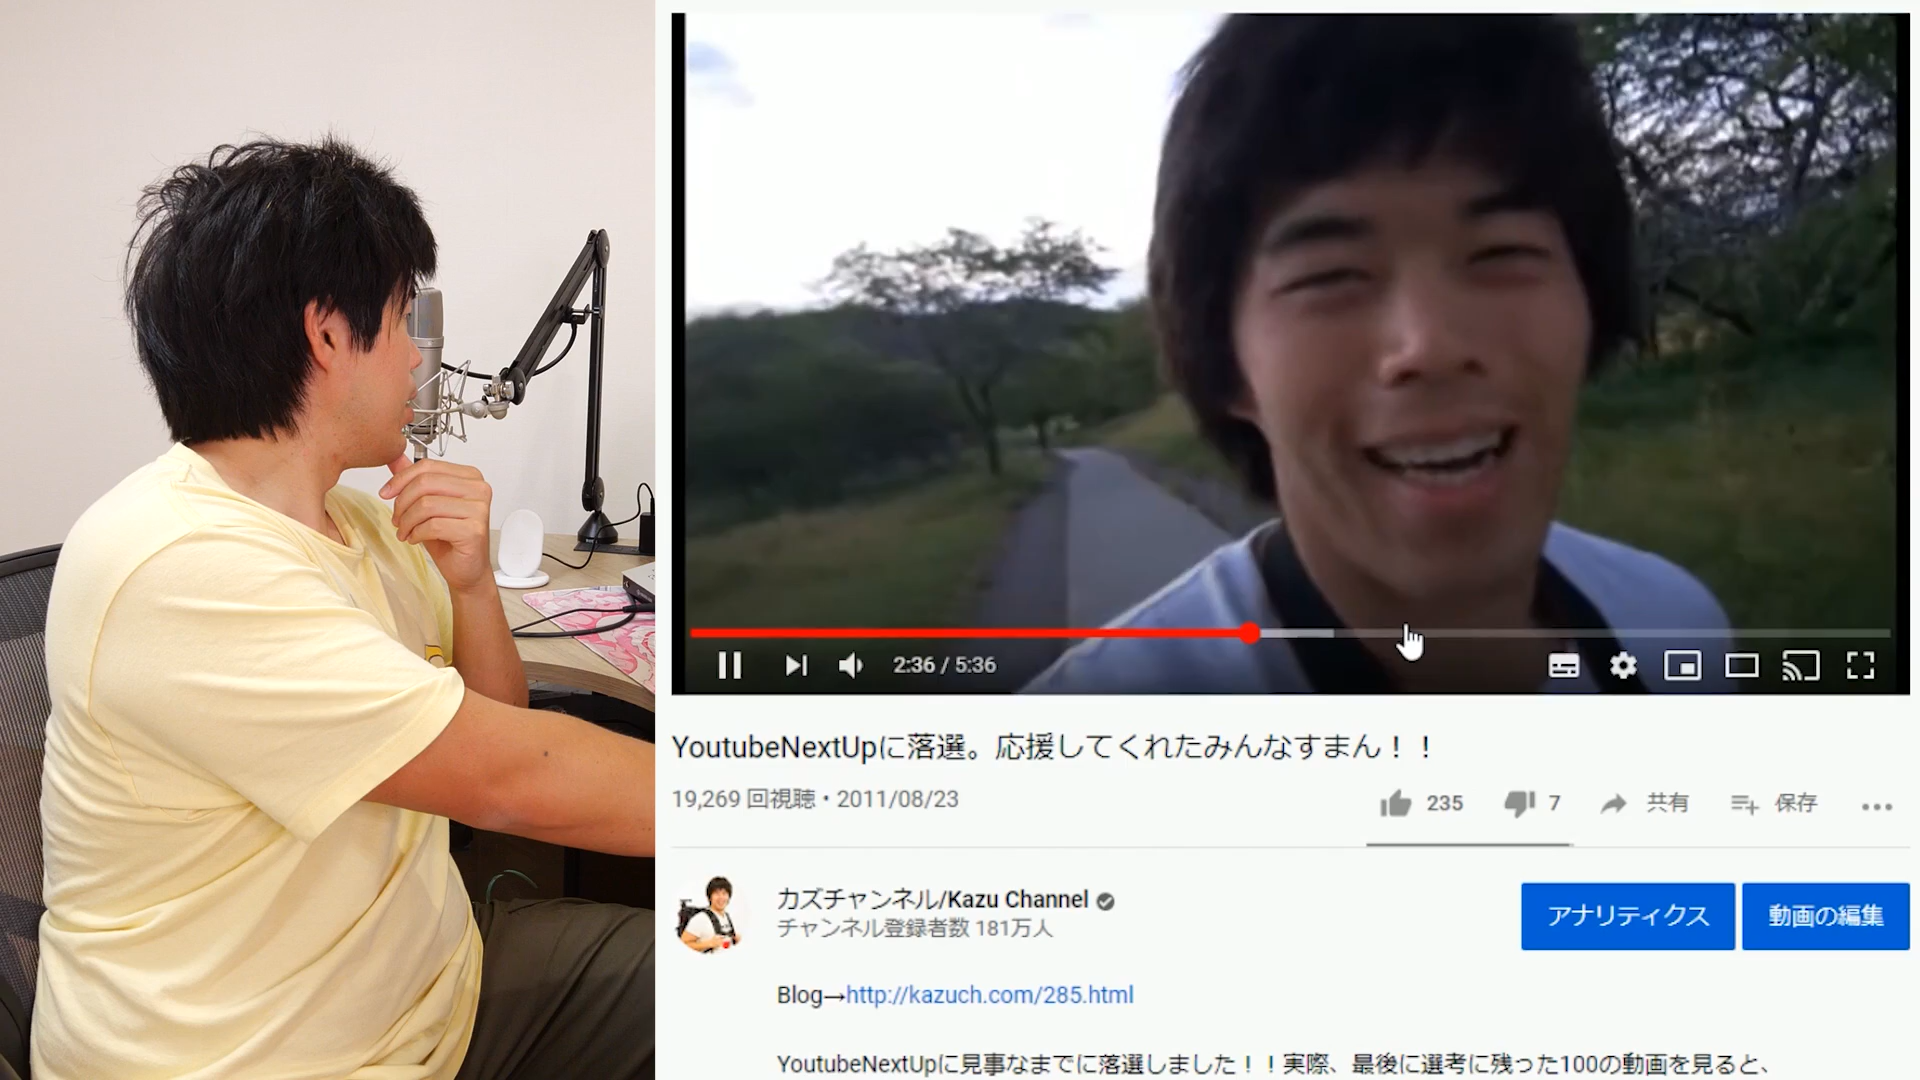 2:36 / 5:36
YoutubeNextUpに落選。応援してくれたみんなすまん！！
19,269 回視聴・2011/08/23
235
7
共有
保存
カズチャンネル/Kazu Channel
チャンネル登録者数 181万人
アナリティクス
動画の編集
Blog→http://kazuch.com/285.html
YoutubeNextUpに見事なまでに落選しました！！実際、最後に選考に残った100の動画を見ると、